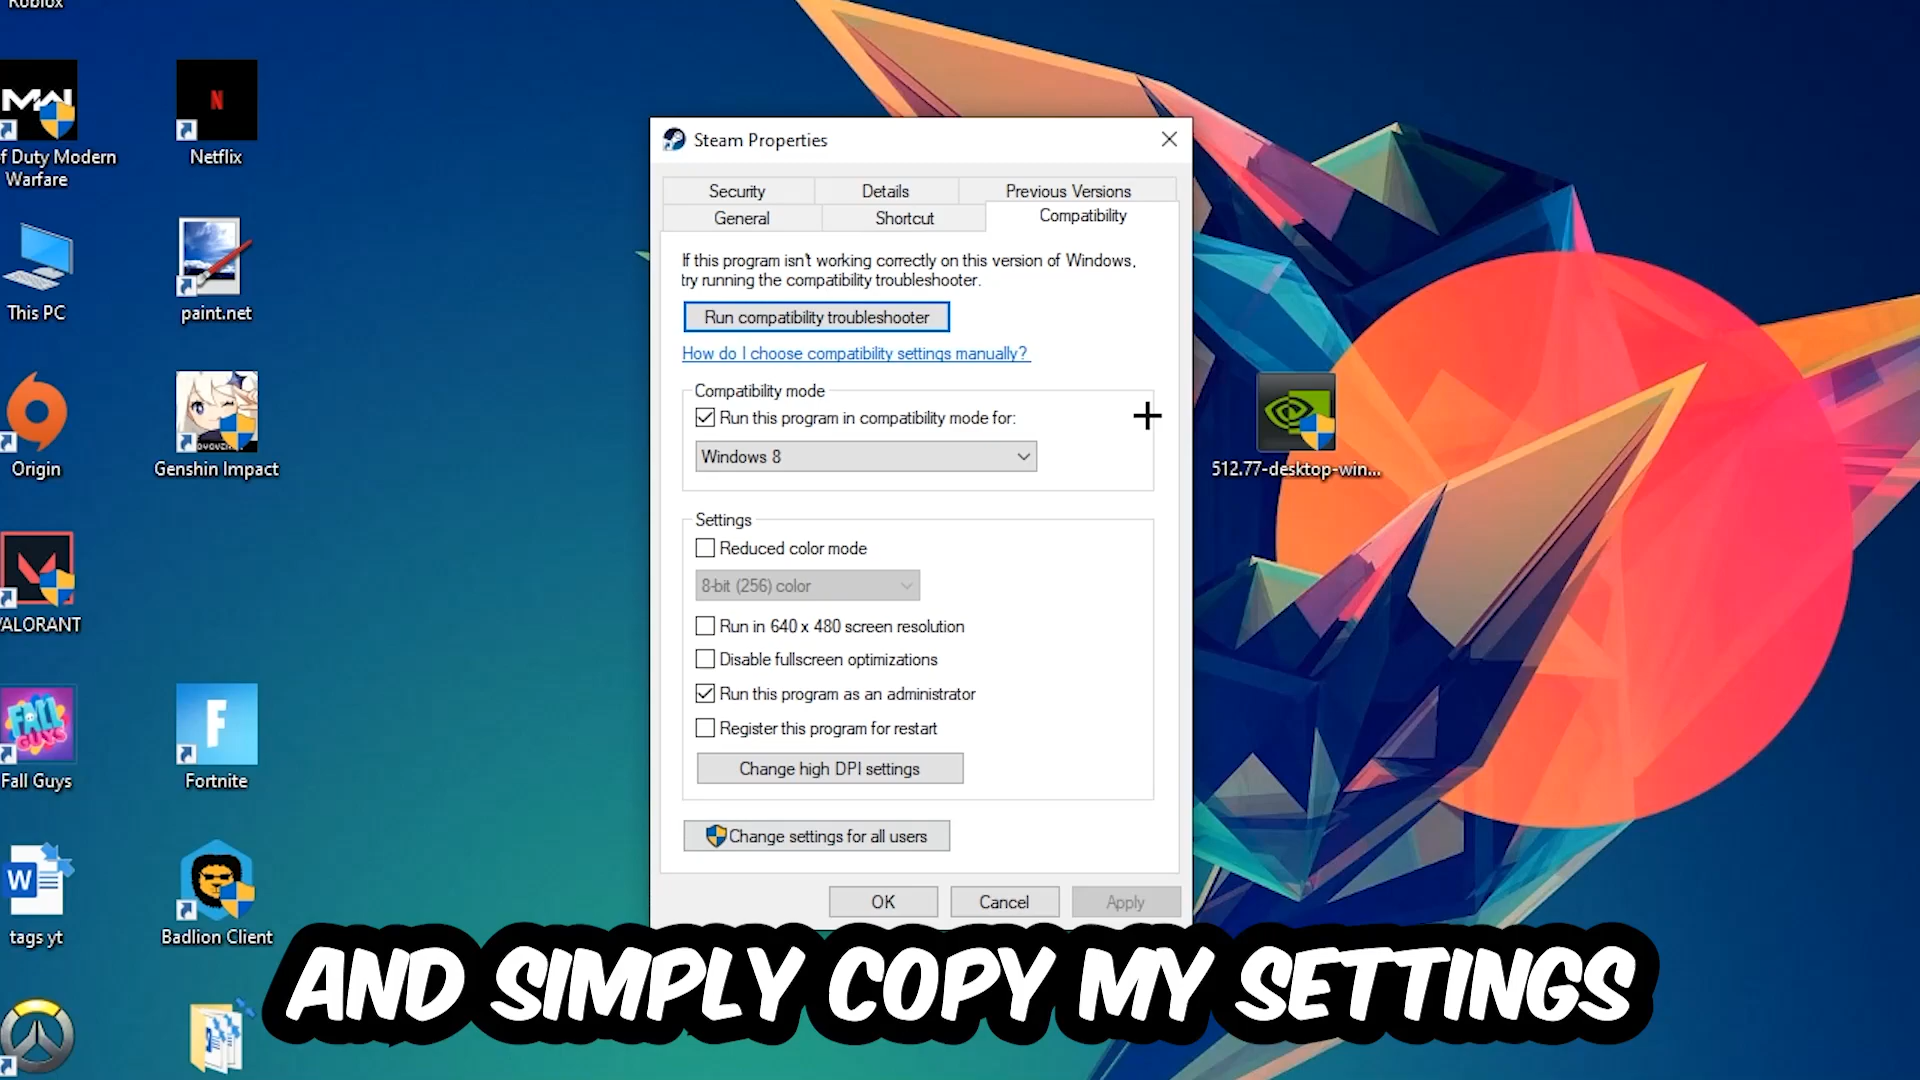 Roblox
MW
f Duty Modern
Warfare
N
Netflix
This PC
paint.net
Origin
Genshin Impact
VALORANT
FALL
GUYS
Fall Guys
F
Fortnite
W
tags yt
Badlion Client
Steam Properties
Security
Details
Previous Versions
General
Shortcut
Compatibility
If this program isn't working correctly on this version of Windows,
try running the compatibility troubleshooter.
Run compatibility troubleshooter
How do I choose compatibility settings manually?
Compatibility mode
Run this program in compatibility mode for:
Windows 8
Settings
Reduced color mode
8-bit (256) color
Run in 640 x 480 screen resolution
Disable fullscreen optimizations
Run this program as an administrator
Register this program for restart
Change high DPI settings
Change settings for all users
OK
Cancel
Apply
512.77-desktop-win...
AND SIMPLY COPY MY SETTINGS